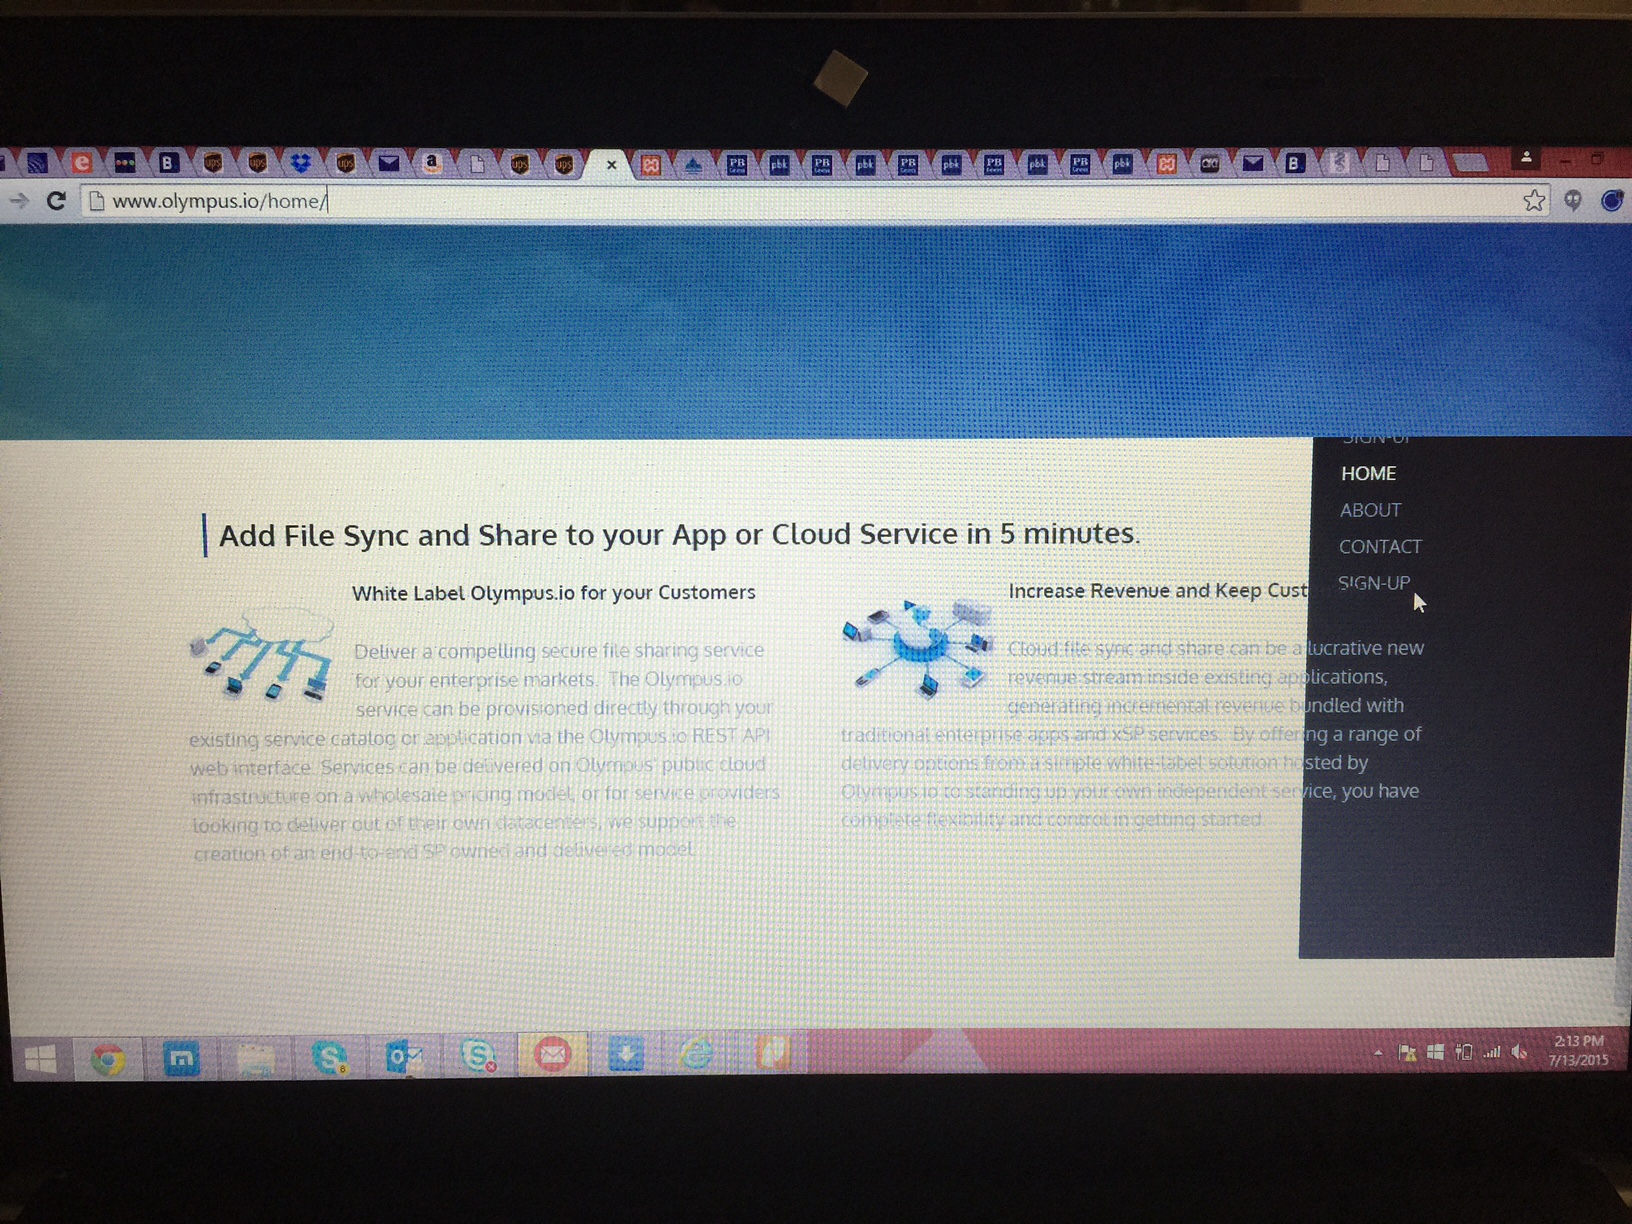 www.olympus.io/home/
SIGN-UP
HOME
ABOUT
CONTACT
SIGN-UP
Add File Sync and Share to your App or Cloud Service in 5 minutes.
White Label Olympus.io for your Customers
Deliver a compelling secure file sharing service
for your enterprise markets. The Olympus.io
service can be provisioned directly through your
existing service catalog or application via the Olympus.io REST API
web interface. Services can be delivered on Olympus' public cloud
infrastructure on a wholesale pricing model, or for service providers
looking to deliver out of their own datacenters, we support the
creation of an end-to-end SP owned and delivered model.
Increase Revenue and Keep Cust
Cloud file sync and share can be a lucrative new
revenue stream inside existing applications,
generating incremental revenue bundled with
traditional enterprise apps and xSP services. By offering a range of
delivery options from a simple white-label solution hosted by
Olympus.io to standing up your own independent service, you have
complete flexibility and control in getting started.
2:13 PM
7/13/2015